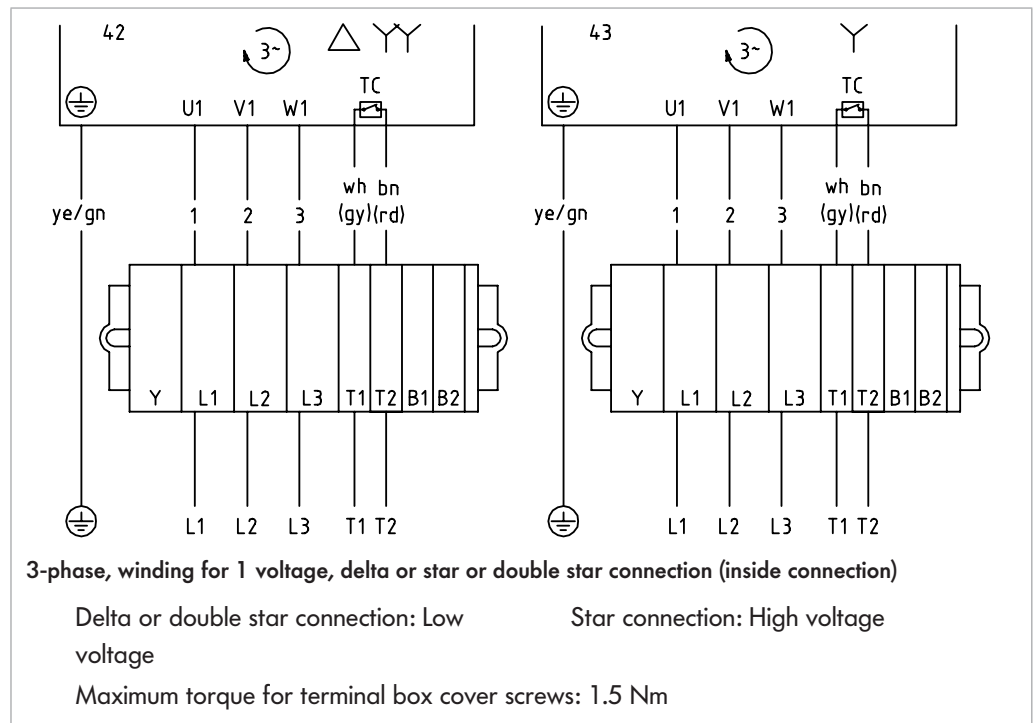 42 3~ 43 3~
TC TC
U1 V1 W1 U1 V1 W1
wh bn wh bn
ye/gn 1 2 3 (gy)(rd) ye/gn 1 2 3 (gy)(rd)
Y L1 L2 L3 T1 T2 B1 B2 Y L1 L2 L3 T1 T2 B1 B2
L1 L2 L3 T1 T2 L1 L2 L3 T1 T2
3-phase, winding for 1 voltage, delta or star or double star connection (inside connection)
Delta or double star connection: Low
voltage
Star connection: High voltage
Maximum torque for terminal box cover screws: 1.5 Nm